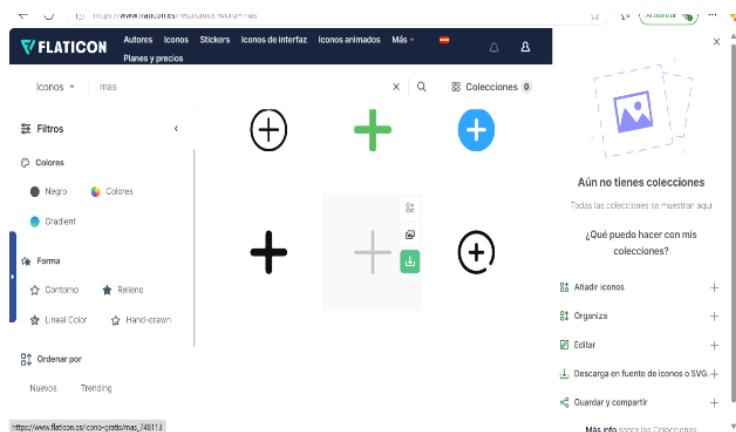 https://www.flaticon.es/resultados?word=mas
FLATICON
Autores Iconos Stickers Iconos de interfaz Iconos animados Más
Planes y precios
Iconos
mas
Colecciones 0
Filtros
Colores
Negro Colores
Gradient
Forma
Contorno Relleno
Lineal Color Hand-drawn
Ordenar por
Nuevos Trending
https://www.flaticon.es/icono-gratis/mas_748113
Aún no tienes colecciones
Todas las colecciones se muestran aquí
¿Qué puedo hacer con mis
colecciones?
Añadir iconos
Organiza
Editar
Descarga en fuente de iconos o SVG.
Guardar y compartir
Más info sobre las Colecciones